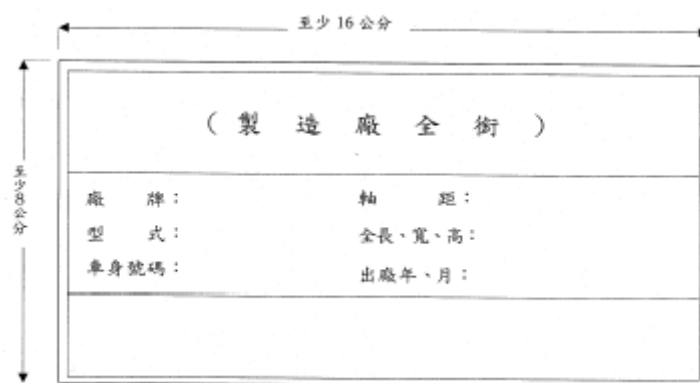 至少 16 公分
至少8公分
（製造廠全銜）
廠牌： 軸距：
型式： 全長、寬、高：
車身號碼： 出廠年、月：